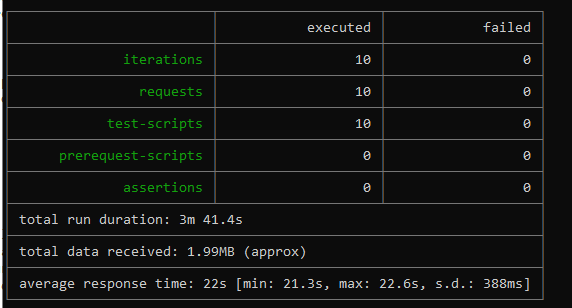 executed failed
iterations 10 0
requests 10 0
test-scripts 10 0
prerequest-scripts 0 0
assertions 0 0
total run duration: 3m 41.4s
total data received: 1.99MB (approx)
average response time: 22s [min: 21.3s, max: 22.6s, s.d.: 388ms]